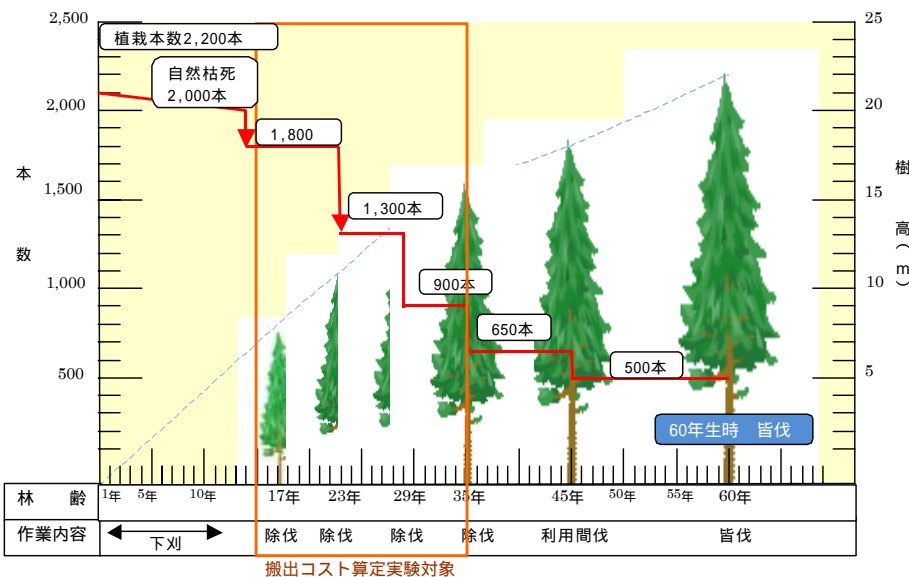 2,500
2,000
1,500
1,000
500
本数
25
20
15
10
5
樹高(m)
植栽本数2,200本
自然枯死
2,000本
1,800
1,300本
900本
650本
500本
60年生時　皆伐
林　齢 1年 5年 10年 17年 23年 29年 35年 45年 50年 55年 60年
作業内容 下刈 除伐 除伐 除伐 除伐 利用間伐 皆伐
搬出コスト算定実験対象